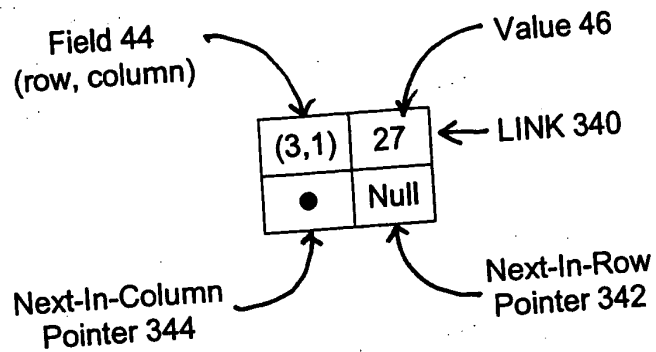 Field 44
(row, column)
Value 46
(3,1) 27
LINK 340
Null
Next-In-Column
Pointer 344
Next-In-Row
Pointer 342